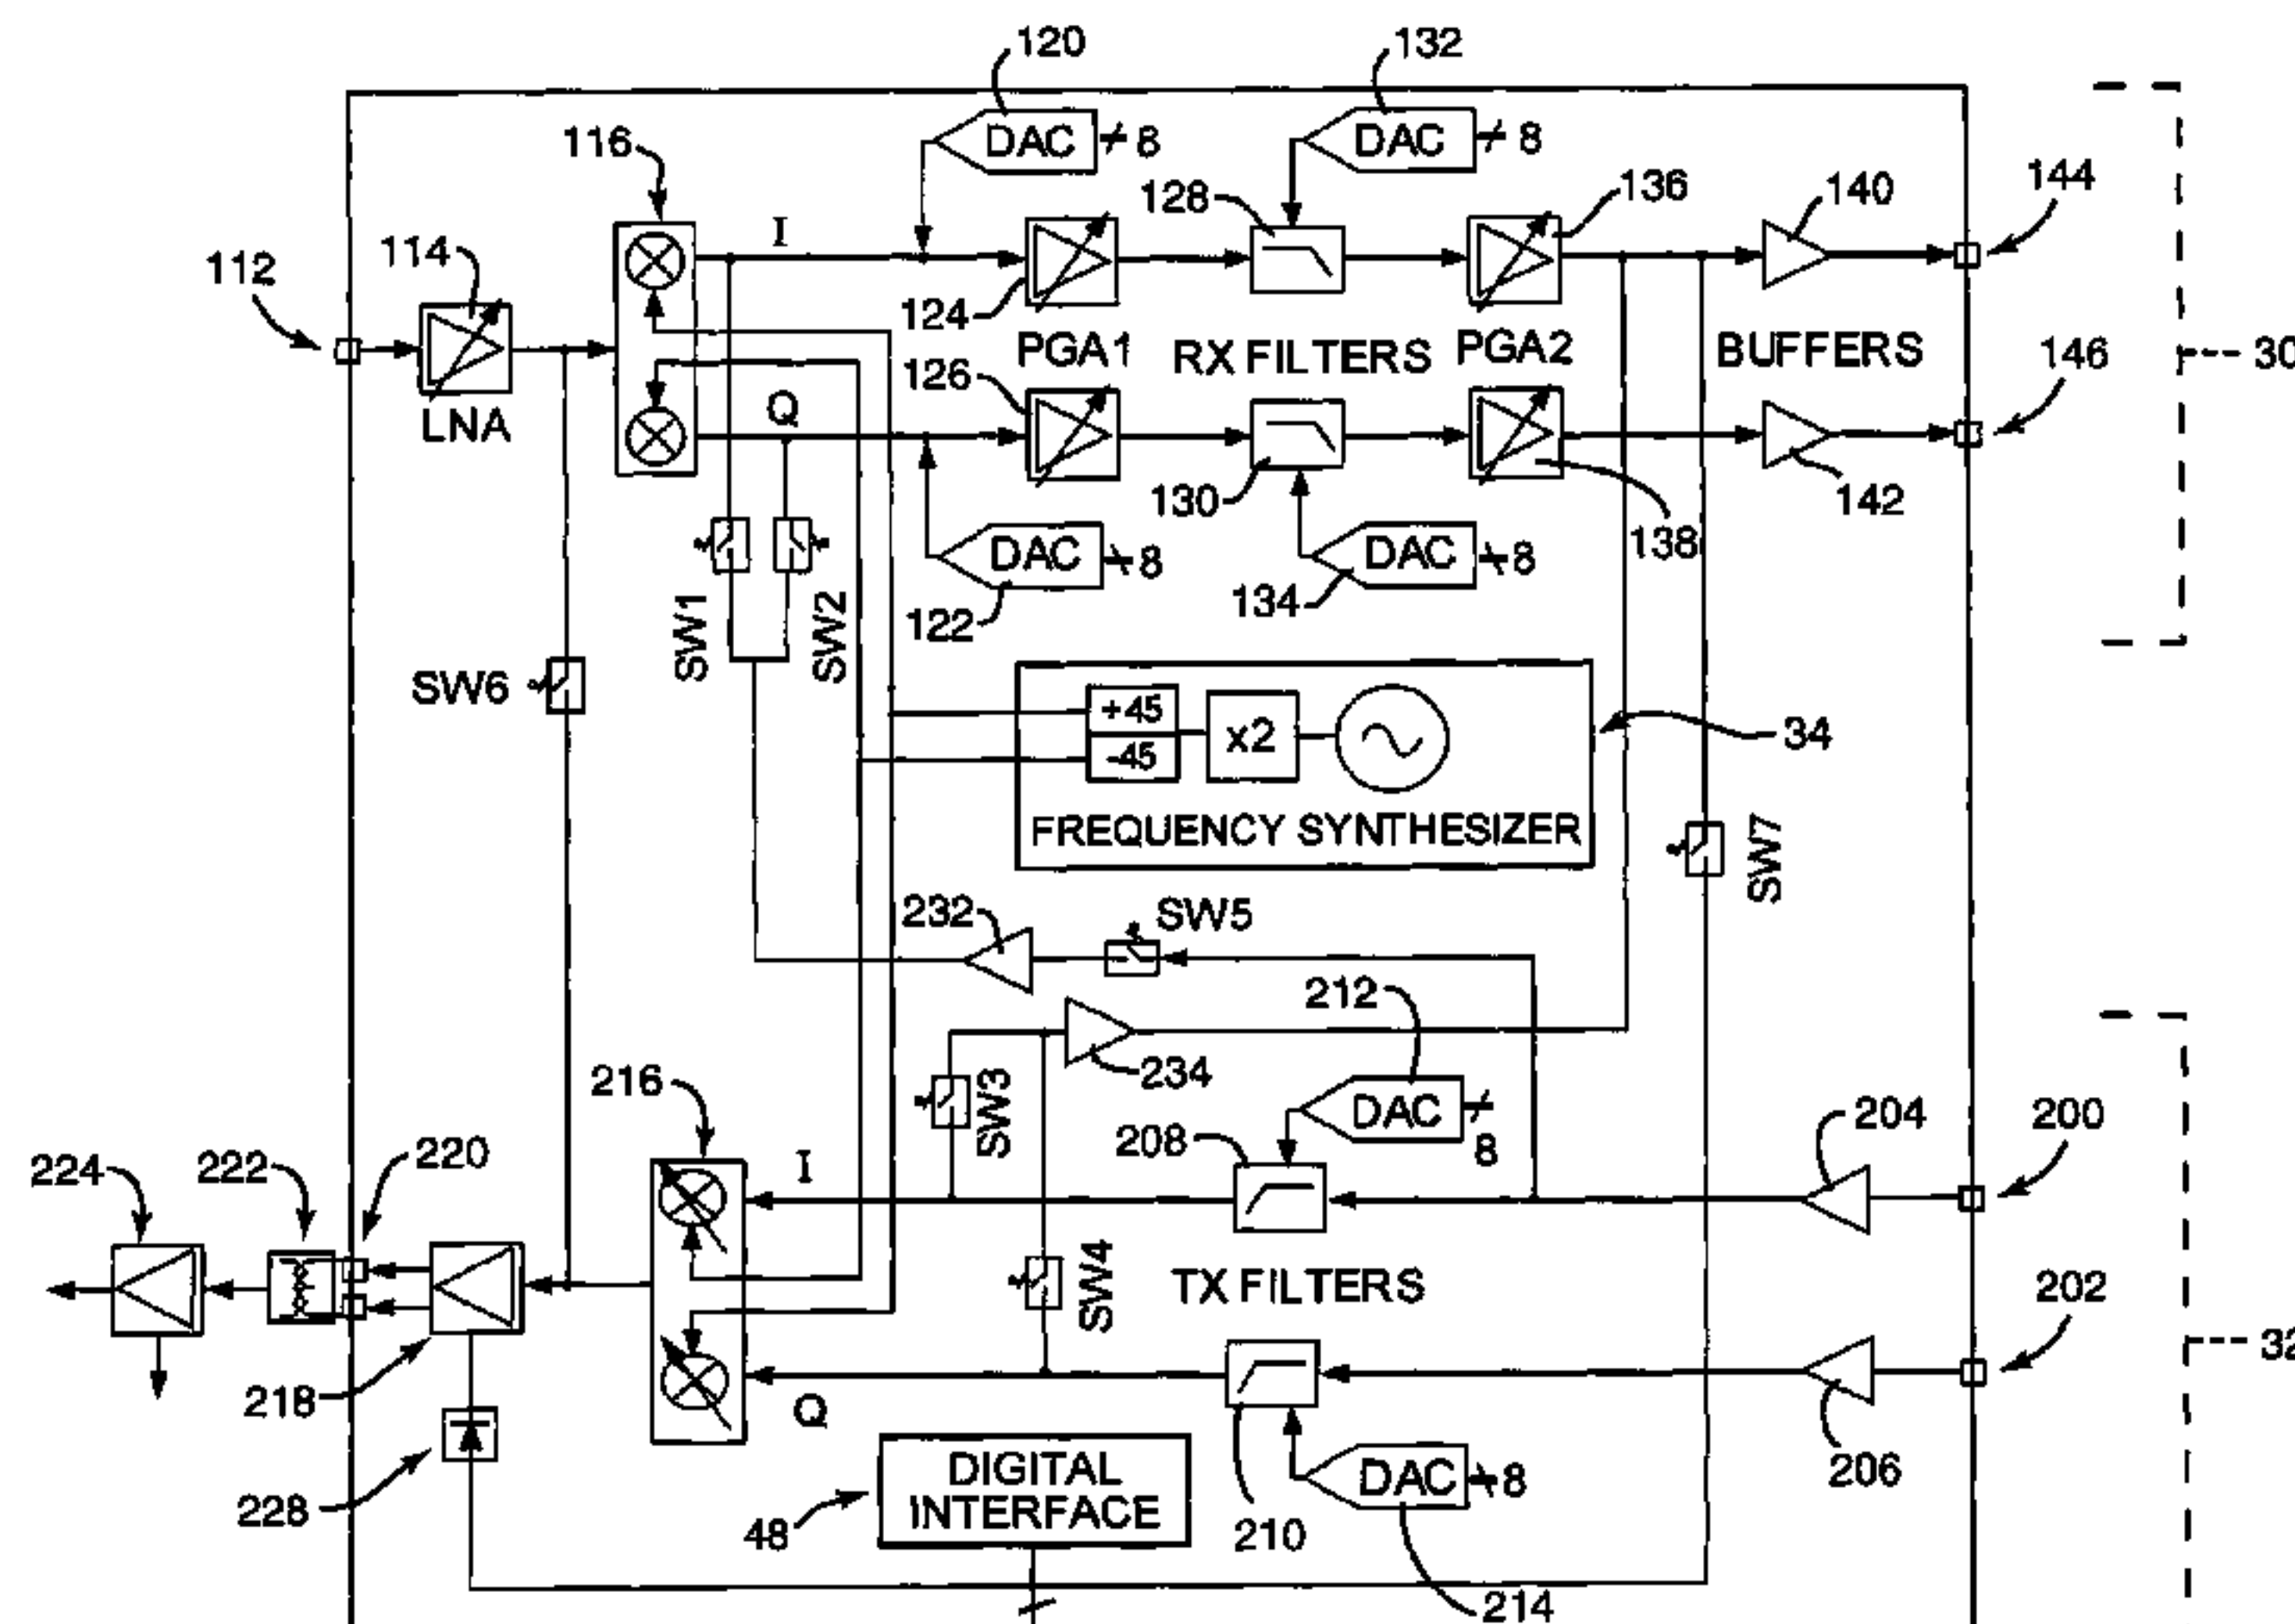 120
132
DAC
8
DAC
8
116
I
128
136
140
144
114
112
124
LNA
PGA1
RX FILTERS
PGA2
BUFFERS
126
Q
146
30
130
138
142
DAC
8
DAC
8
122
134
SW1
SW2
SW6
+45
-45
x2
34
FREQUENCY SYNTHESIZER
SW7
232
SW5
212
234
216
SW3
DAC
8
208
204
200
I
224
222
220
SW4
TX FILTERS
202
32
218
Q
228
DIGITAL
INTERFACE
48
210
DAC
8
206
214